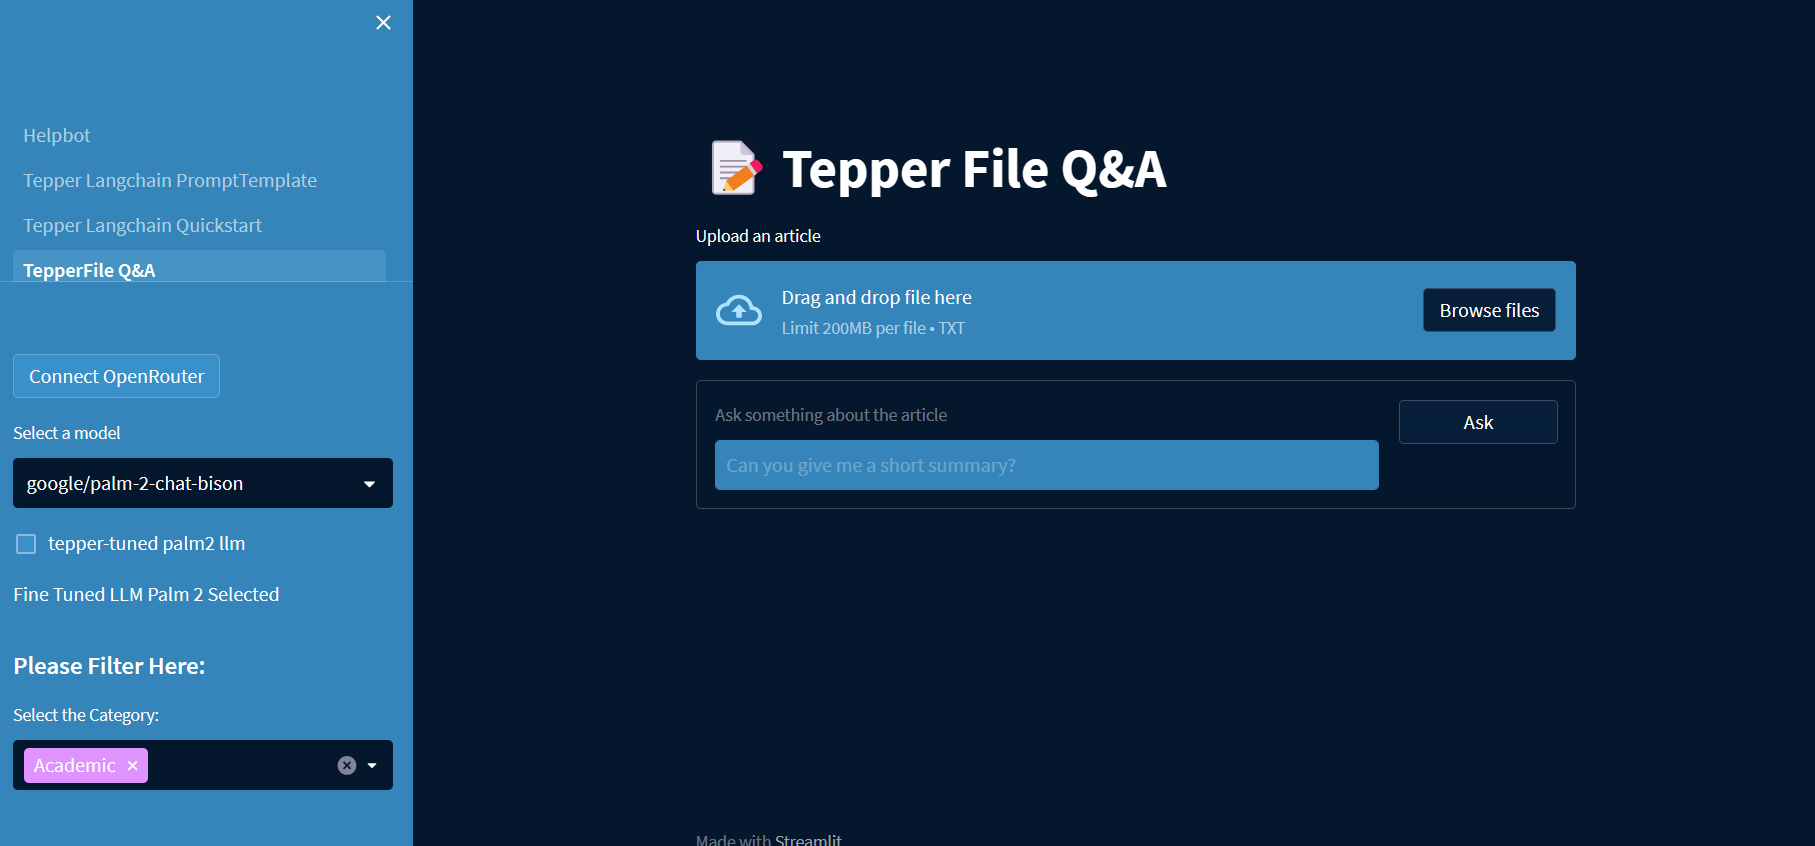 Helpbot
Tepper Langchain PromptTemplate
Tepper Langchain Quickstart
TepperFile Q&A
Connect OpenRouter
Select a model
google/palm-2-chat-bison
tepper-tuned palm2 llm
Fine Tuned LLM Palm 2 Selected
Please Filter Here:
Select the Category:
Academic
Tepper File Q&A
Upload an article
Drag and drop file here
Limit 200MB per file • TXT
Browse files
Ask something about the article
Can you give me a short summary?
Ask
Made with Streamlit